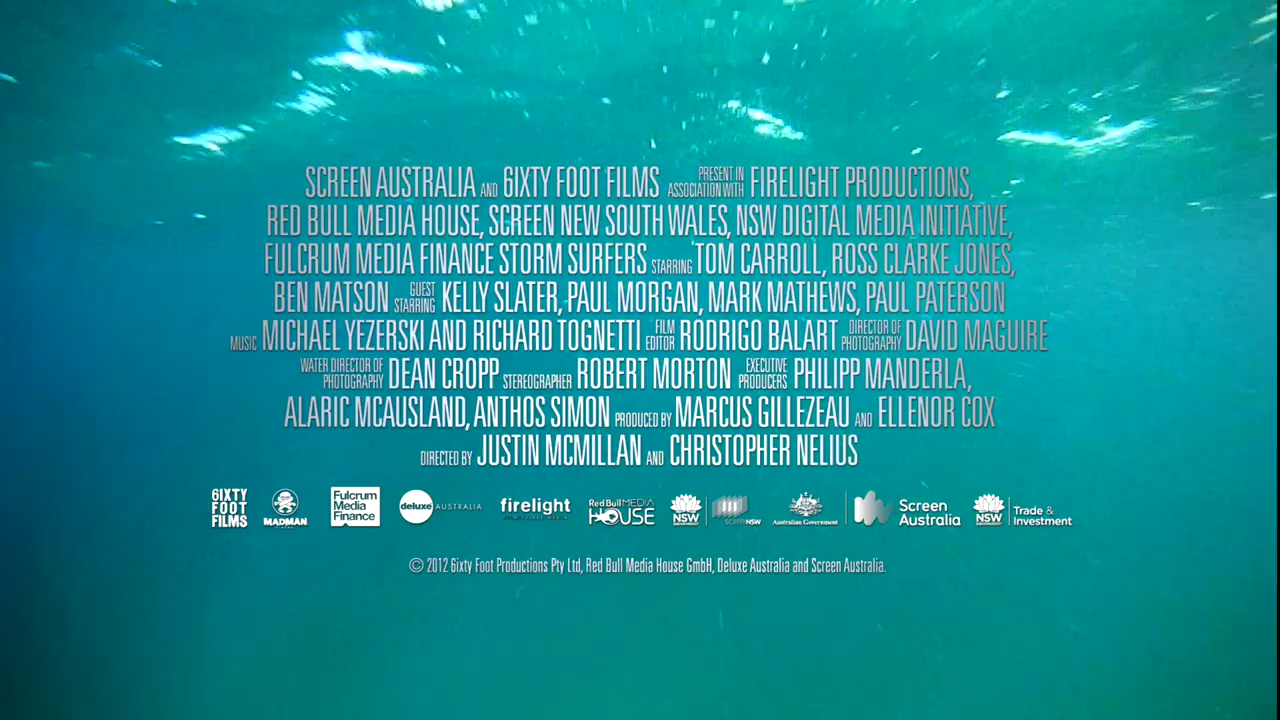 SCREEN AUSTRALIA AND 6IXTY FOOT FILMS PRESENT IN ASSOCIATION WITH FIRELIGHT PRODUCTIONS,
RED BULL MEDIA HOUSE, SCREEN NEW SOUTH WALES, NSW DIGITAL MEDIA INITIATIVE,
FULCRUM MEDIA FINANCE STORM SURFERS STARRING TOM CARROLL, ROSS CLARKE JONES,
BEN MATSON GUEST STARRING KELLY SLATER, PAUL MORGAN, MARK MATHEWS, PAUL PATERSON
MUSIC MICHAEL YEZERSKI AND RICHARD TOGNETTI FILM EDITOR RODRIGO BALART DIRECTOR OF PHOTOGRAPHY DAVID MAGUIRE
WATER DIRECTOR OF PHOTOGRAPHY DEAN CROPP STEREOGRAPHER ROBERT MORTON EXECUTIVE PRODUCERS PHILIPP MANDERLA,
ALARIC MCAUSLAND, ANTHOS SIMON PRODUCED BY MARCUS GILLEZEAU AND ELLENOR COX
DIRECTED BY JUSTIN MCMILLAN AND CHRISTOPHER NELIUS
6IXTY FOOT FILMS MADMAN Fulcrum Media Finance deluxe AUSTRALIA firelight Red Bull MEDIA HOUSE NSW SCREEN NSW Australian Government Screen Australia NSW Trade & Investment
© 2012 6ixty Foot Productions Pty Ltd, Red Bull Media House GmbH, Deluxe Australia and Screen Australia.